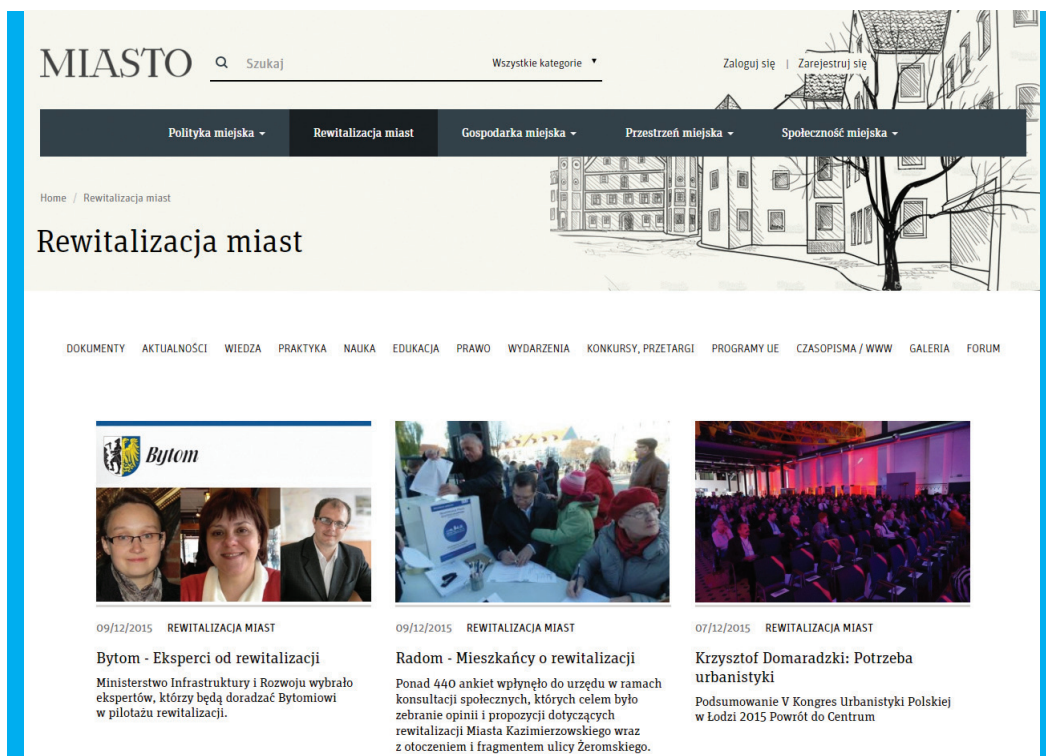 MIASTO
Szukaj
Wszystkie kategorie
Zaloguj się | Zarejestruj się
Polityka miejska
Rewitalizacja miast
Gospodarka miejska
Przestrzeń miejska
Społeczność miejska
Home / Rewitalizacja miast
Rewitalizacja miast
DOKUMENTY AKTUALNOŚCI WIEDZA PRAKTYKA NAUKA EDUKACJA PRAWO WYDARZENIA KONKURSY, PRZETARGI PROGRAMY UE CZASOPISMA / WWW GALERIA FORUM
Bytom
09/12/2015 REWITALIZACJA MIAST
Bytom - Eksperci od rewitalizacji
Ministerstwo Infrastruktury i Rozwoju wybrało
ekspertów, którzy będą doradzać Bytomiowi
w pilotażu rewitalizacji.
09/12/2015 REWITALIZACJA MIAST
Radom - Mieszkańcy o rewitalizacji
Ponad 440 ankiet wpłynęło do urzędu w ramach
konsultacji społecznych, których celem było
zebranie opinii i propozycji dotyczących
rewitalizacji Miasta Kazimierzowskiego wraz
z otoczeniem i fragmentem ulicy Żeromskiego.
07/12/2015 REWITALIZACJA MIAST
Krzysztof Domaradzki: Potrzeba
urbanistyki
Podsumowanie V Kongres Urbanistyki Polskiej
w Łodzi 2015 Powrót do Centrum